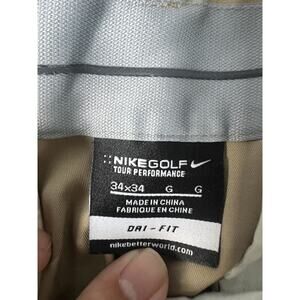 NIKEGOLF
TOUR PERFORMANCE
34x34 G G
MADE IN CHINA
FABRIQUE EN CHINE
DRI-FIT
nikebetterworld.com